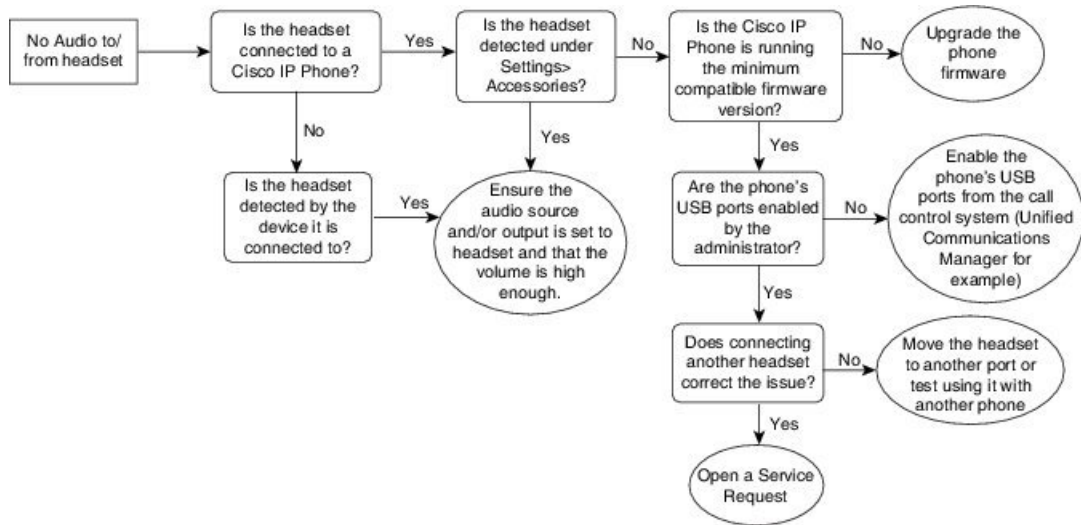 No Audio to/
from headset
Is the headset
connected to a
Cisco IP Phone?
Yes
Is the headset
detected under
Settings>
Accessories?
No
Is the Cisco IP
Phone is running
the minimum
compatible firmware
version?
No
Upgrade the
phone
firmware
No
Yes
Yes
Is the headset
detected by the
device it is
connected to?
Yes
Ensure the
audio source
and/or output is set to
headset and that the
volume is high
enough.
Are the phone's
USB ports enabled
by the
administrator?
No
Enable the
phone's USB
ports from the call
control system (Unified
Communications
Manager for
example)
Yes
Does connecting
another headset
correct the issue?
No
Move the headset
to another port or
test using it with
another phone
Yes
Open a Service
Request